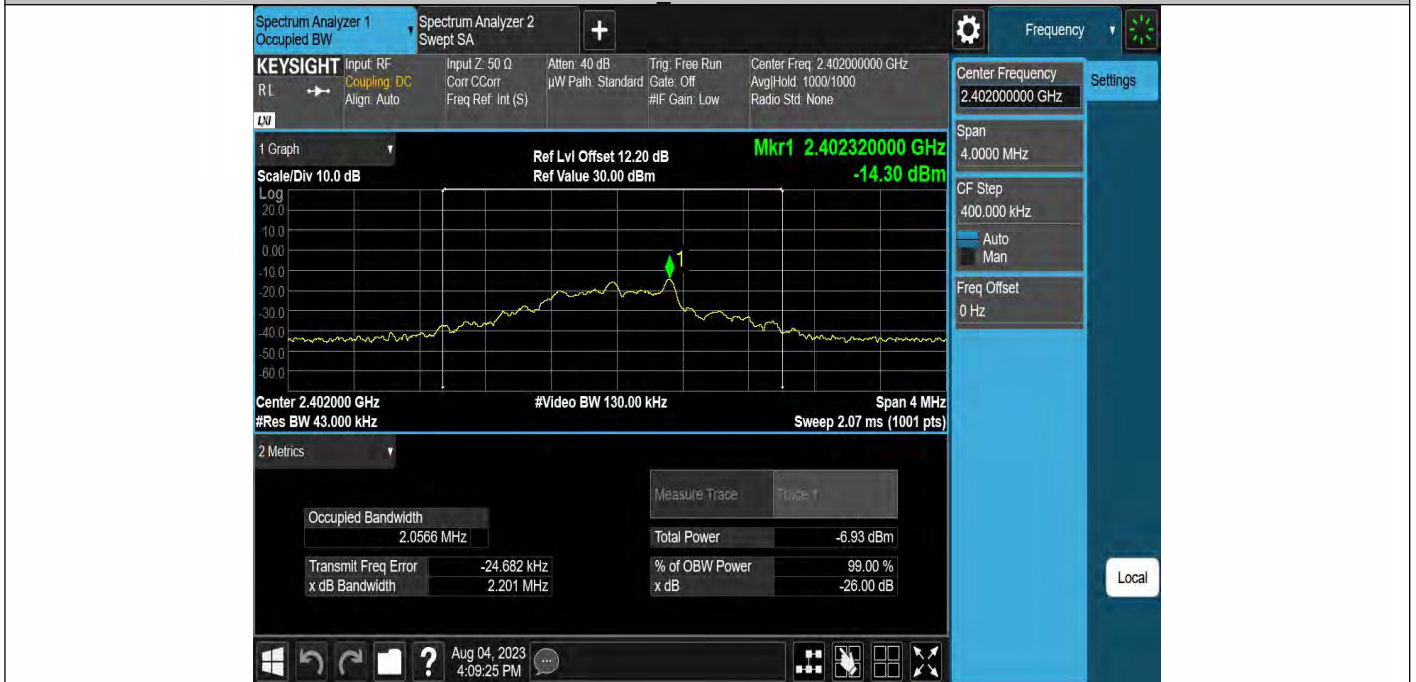 Spectrum Analyzer 1
Occupied BW
Spectrum Analyzer 2
Swept SA
+
Frequency
KEYSIGHT
R L
LXI
Input: RF
Coupling: DC
Align: Auto
Input Z: 50 Ω
Corr CCorr
Freq Ref: Int (S)
Atten: 40 dB
µW Path: Standard
Trig: Free Run
Gate: Off
#IF Gain: Low
Center Freq: 2.402000000 GHz
Avg|Hold: 1000/1000
Radio Std: None
Center Frequency
2.402000000 GHz
Settings
Span
4.0000 MHz
CF Step
400.000 kHz
Auto
Man
Freq Offset
0 Hz
Local
1 Graph
Scale/Div 10.0 dB
Ref Lvl Offset 12.20 dB
Ref Value 30.00 dBm
Mkr1 2.402320000 GHz
-14.30 dBm
Log
20.0
10.0
0.00
-10.0
-20.0
-30.0
-40.0
-50.0
-60.0
1
Center 2.402000 GHz
#Res BW 43.000 kHz
#Video BW 130.00 kHz
Span 4 MHz
Sweep 2.07 ms (1001 pts)
2 Metrics
Measure Trace Trace 1
Occupied Bandwidth
2.0566 MHz
Total Power -6.93 dBm
Transmit Freq Error -24.682 kHz
% of OBW Power 99.00 %
x dB Bandwidth 2.201 MHz
x dB -26.00 dB
?
Aug 04, 2023
4:09:25 PM